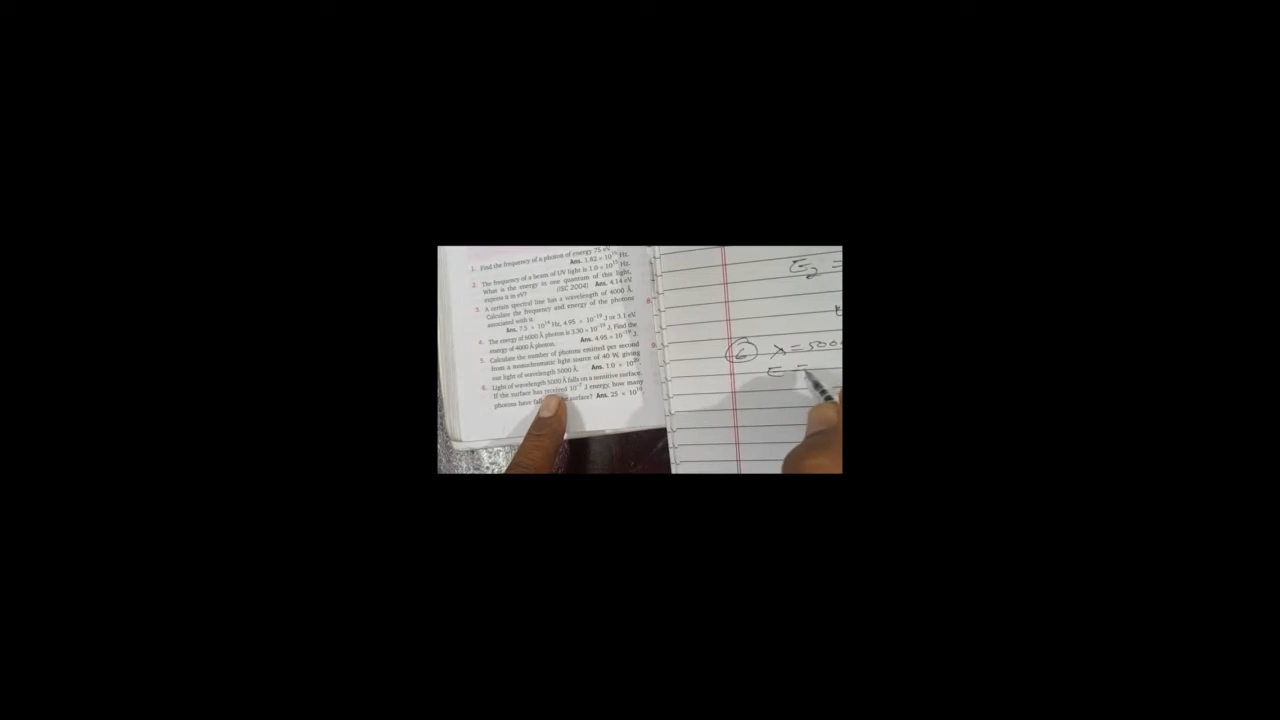 1. Find the frequency of a photon of energy 75 eV.
Ans. 1.82 × 10¹⁶ Hz.
2. The frequency of a beam of UV light is 1.0 × 10¹⁵ Hz.
What is the energy in one quantum of this light,
express it in eV? (ISC 2004) Ans. 4.14 eV
3. A certain spectral line has a wavelength of 4000 Å.
Calculate the frequency and energy of the photons
associated with it.
Ans. 7.5 × 10¹⁴ Hz, 4.95 × 10⁻¹⁹ J or 3.1 eV.
4. The energy of 6000 Å photon is 3.30 × 10⁻¹⁹ J. Find the
energy of 4000 Å photon. Ans. 4.95 × 10⁻¹⁹ J.
5. Calculate the number of photons emitted per second
from a monochromatic light source of 40 W, giving
out light of wavelength 5000 Å. Ans. 1.0 × 10²⁰.
6. Light of wavelength 5000 Å falls on a sensitive surface.
If the surface has received 10⁻⁷ J energy, how many
photons have surface? Ans. 25 × 10¹⁰
8.
9.
E₂ =
6 λ = 5000
E =